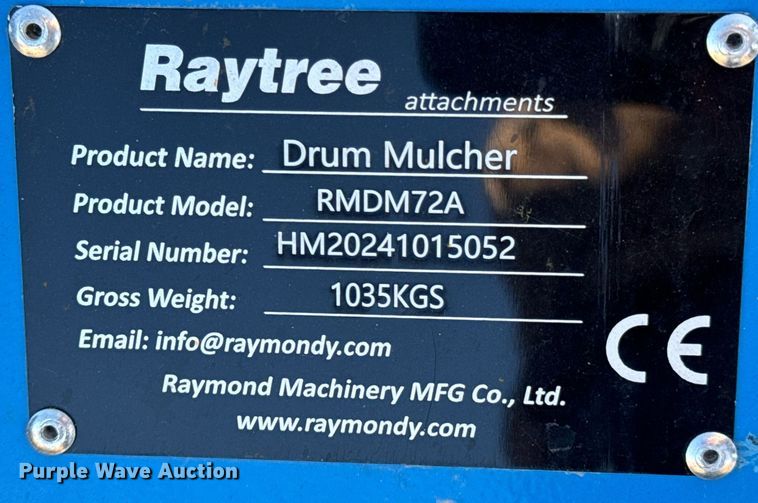 Raytree
attachments
Product Name: Drum Mulcher
Product Model: RMDM72A
Serial Number: HM20241015052
Gross Weight: 1035KGS
Email: info@raymondy.com
CE
Raymond Machinery MFG Co., Ltd.
www.raymondy.com
Purple Wave Auction